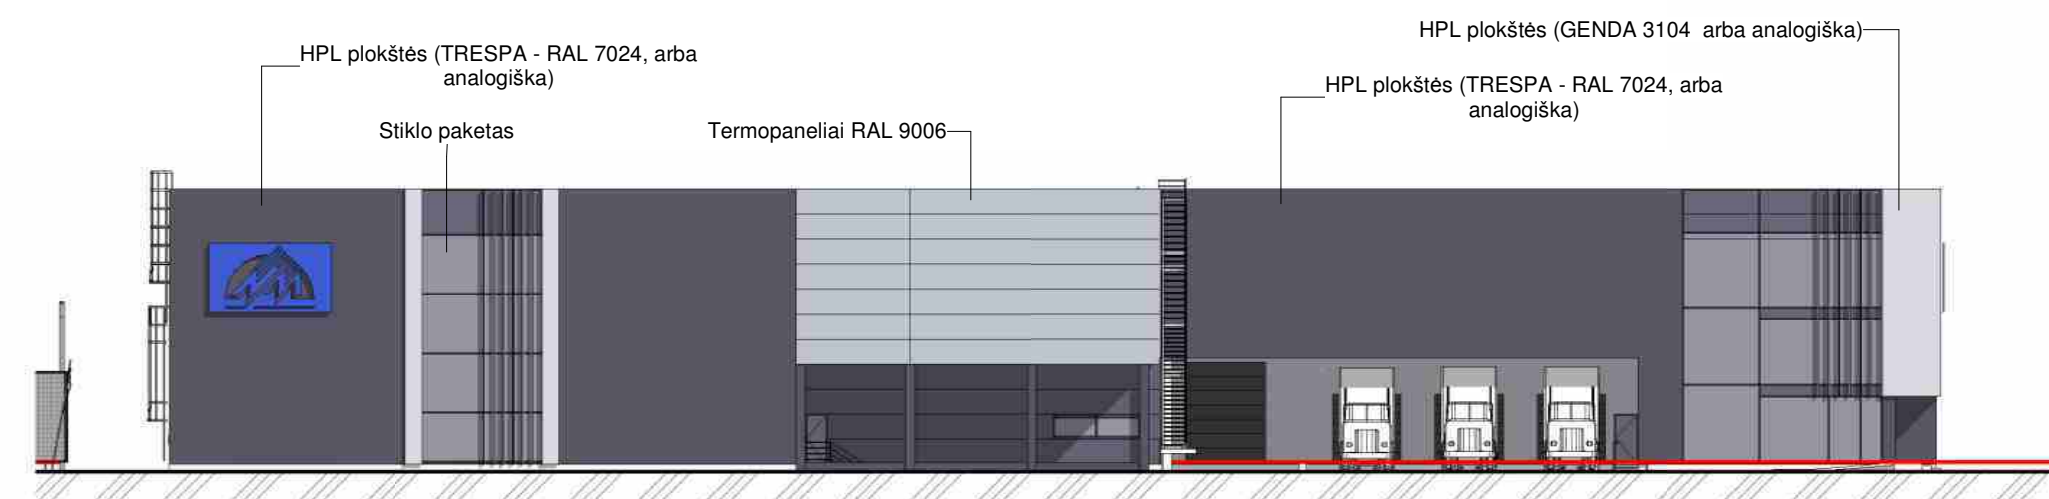 HPL plokštės (GENDA 3104 arba analogiška)
HPL plokštės (TRESPA - RAL 7024, arba
analogiška)
HPL plokštės (TRESPA - RAL 7024, arba
analogiška)
Stiklo paketas
Termopaneliai RAL 9006